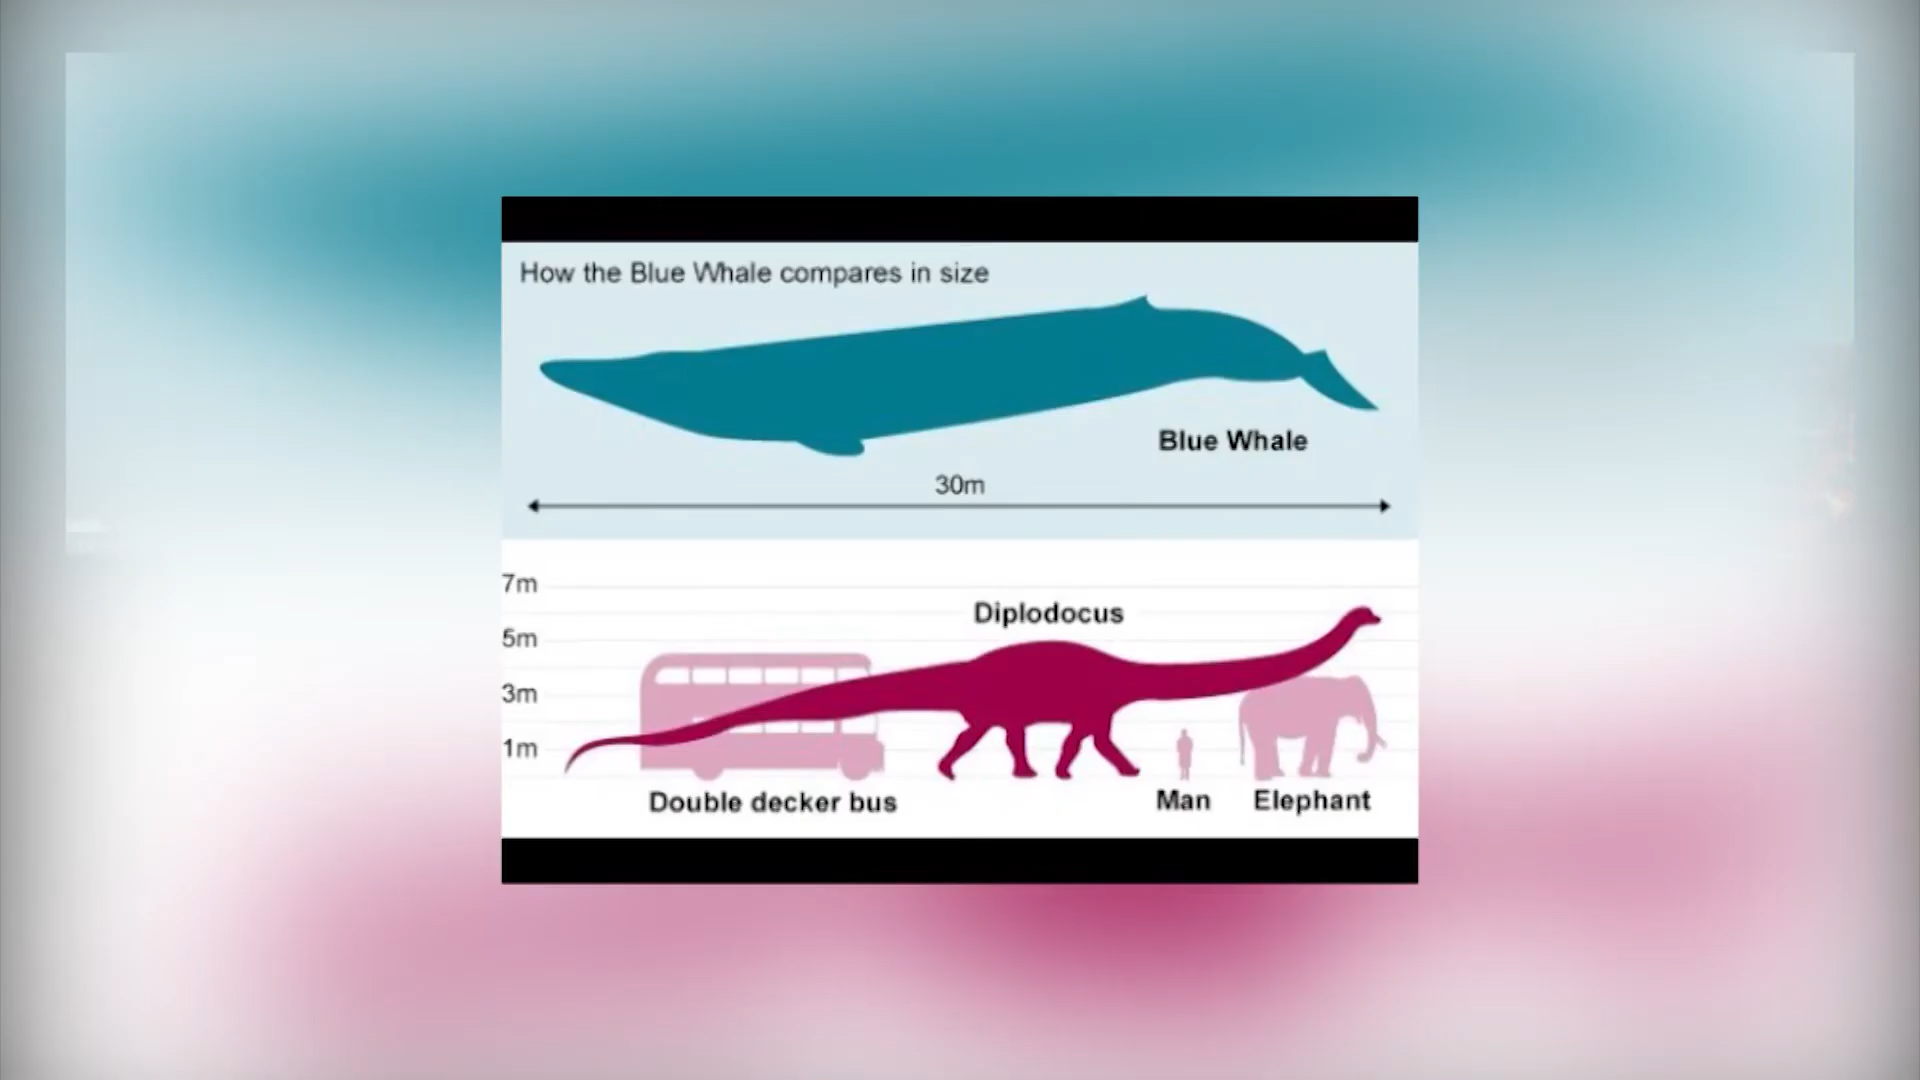 How the Blue Whale compares in size
Blue Whale
30m
7m
Diplodocus
5m
3m
1m
Double decker bus
Man
Elephant